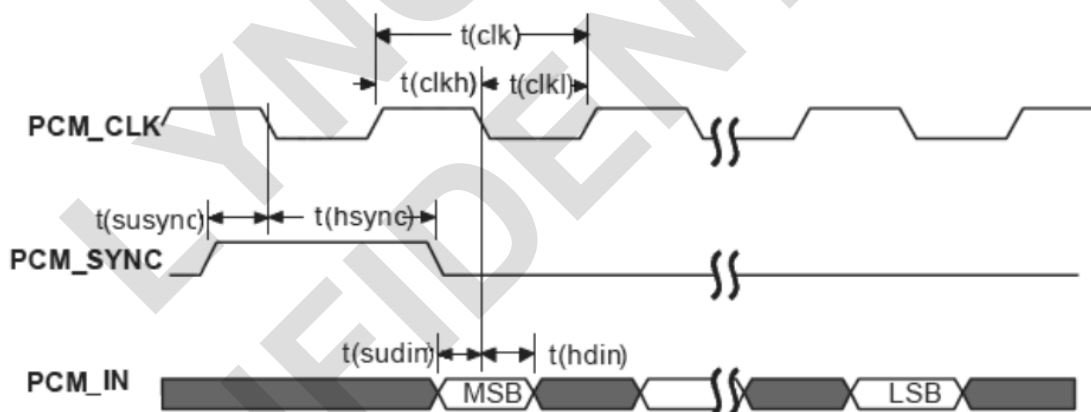 t(clk)
t(clkh) t(clkl)
PCM_CLK
t(susync) t(hsync)
PCM_SYNC
t(sudin) t(hdin)
PCM_IN MSB LSB